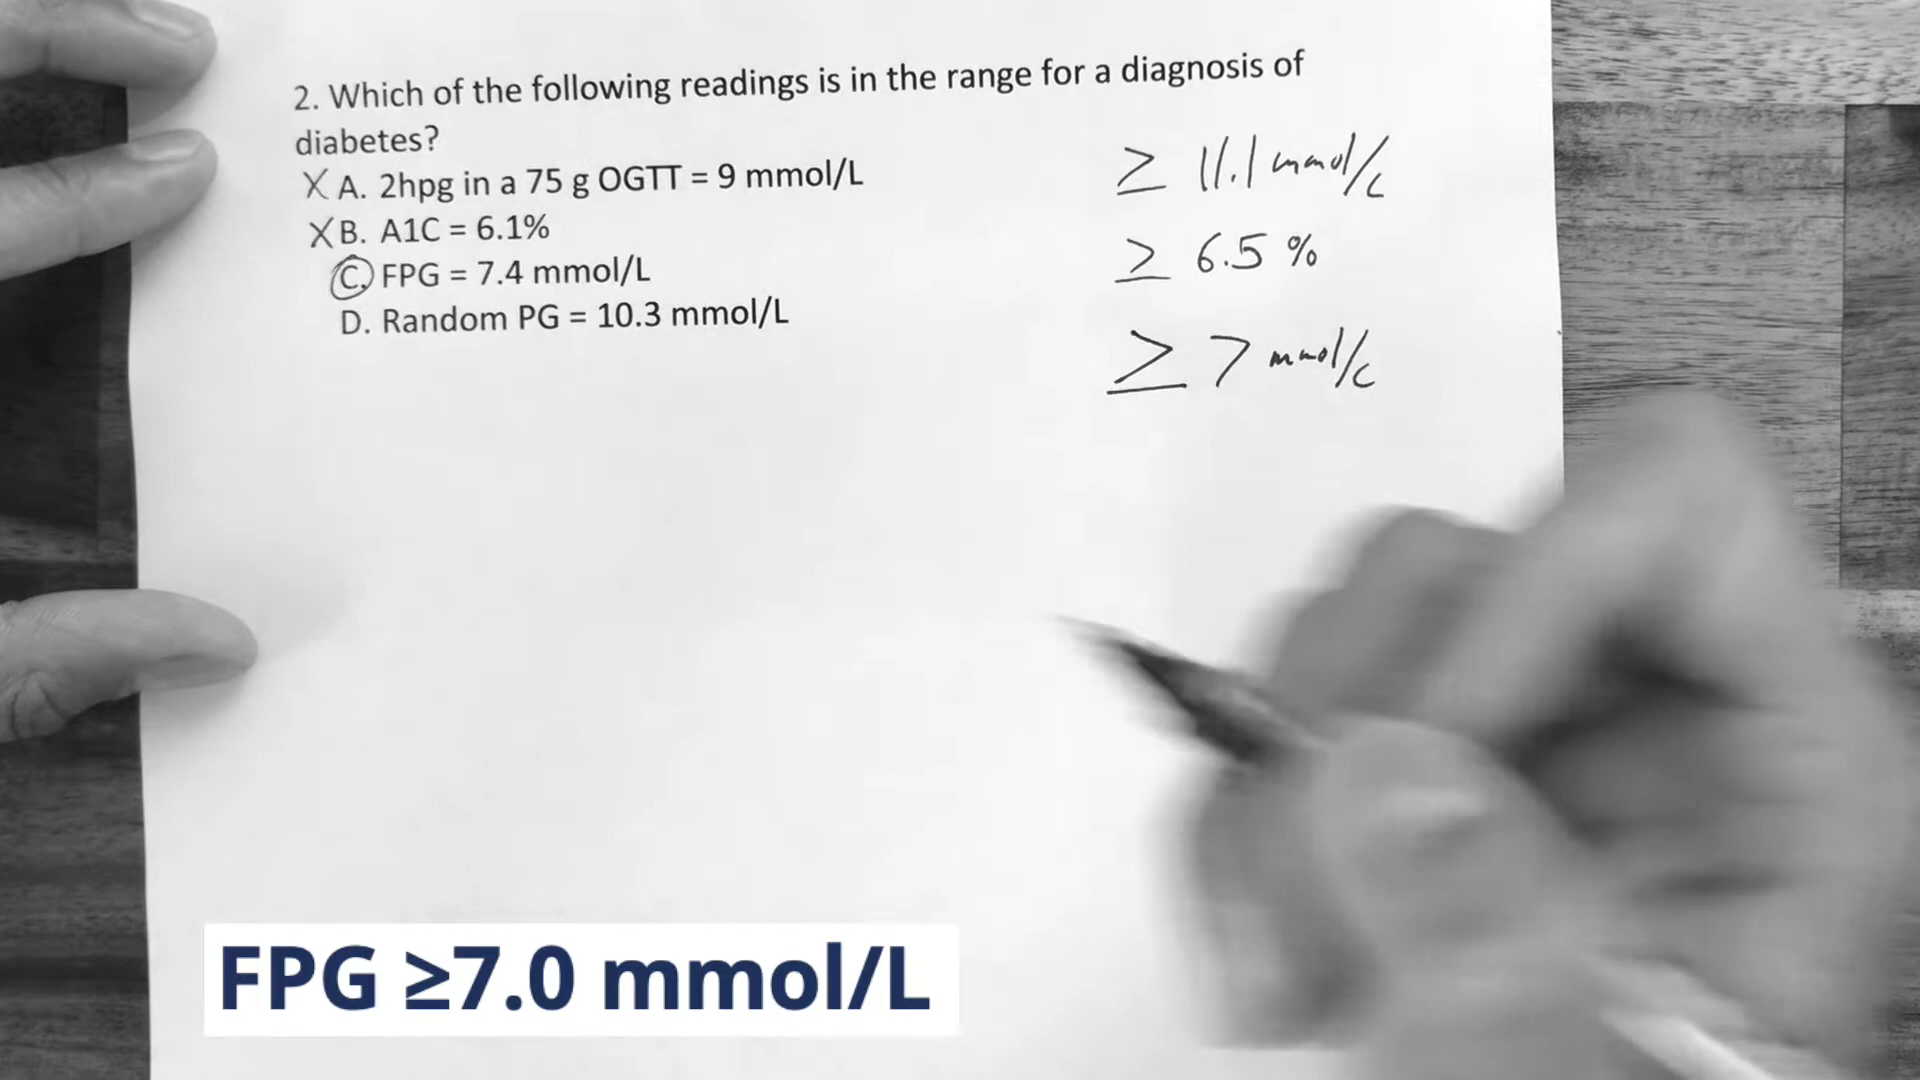 2. Which of the following readings is in the range for a diagnosis of
diabetes?
X A. 2hpg in a 75 g OGTT = 9 mmol/L
≥ 11.1 mmol/L
X B. A1C = 6.1%
≥ 6.5 %
C. FPG = 7.4 mmol/L
D. Random PG = 10.3 mmol/L
≥ 7 mmol/L
FPG ≥7.0 mmol/L